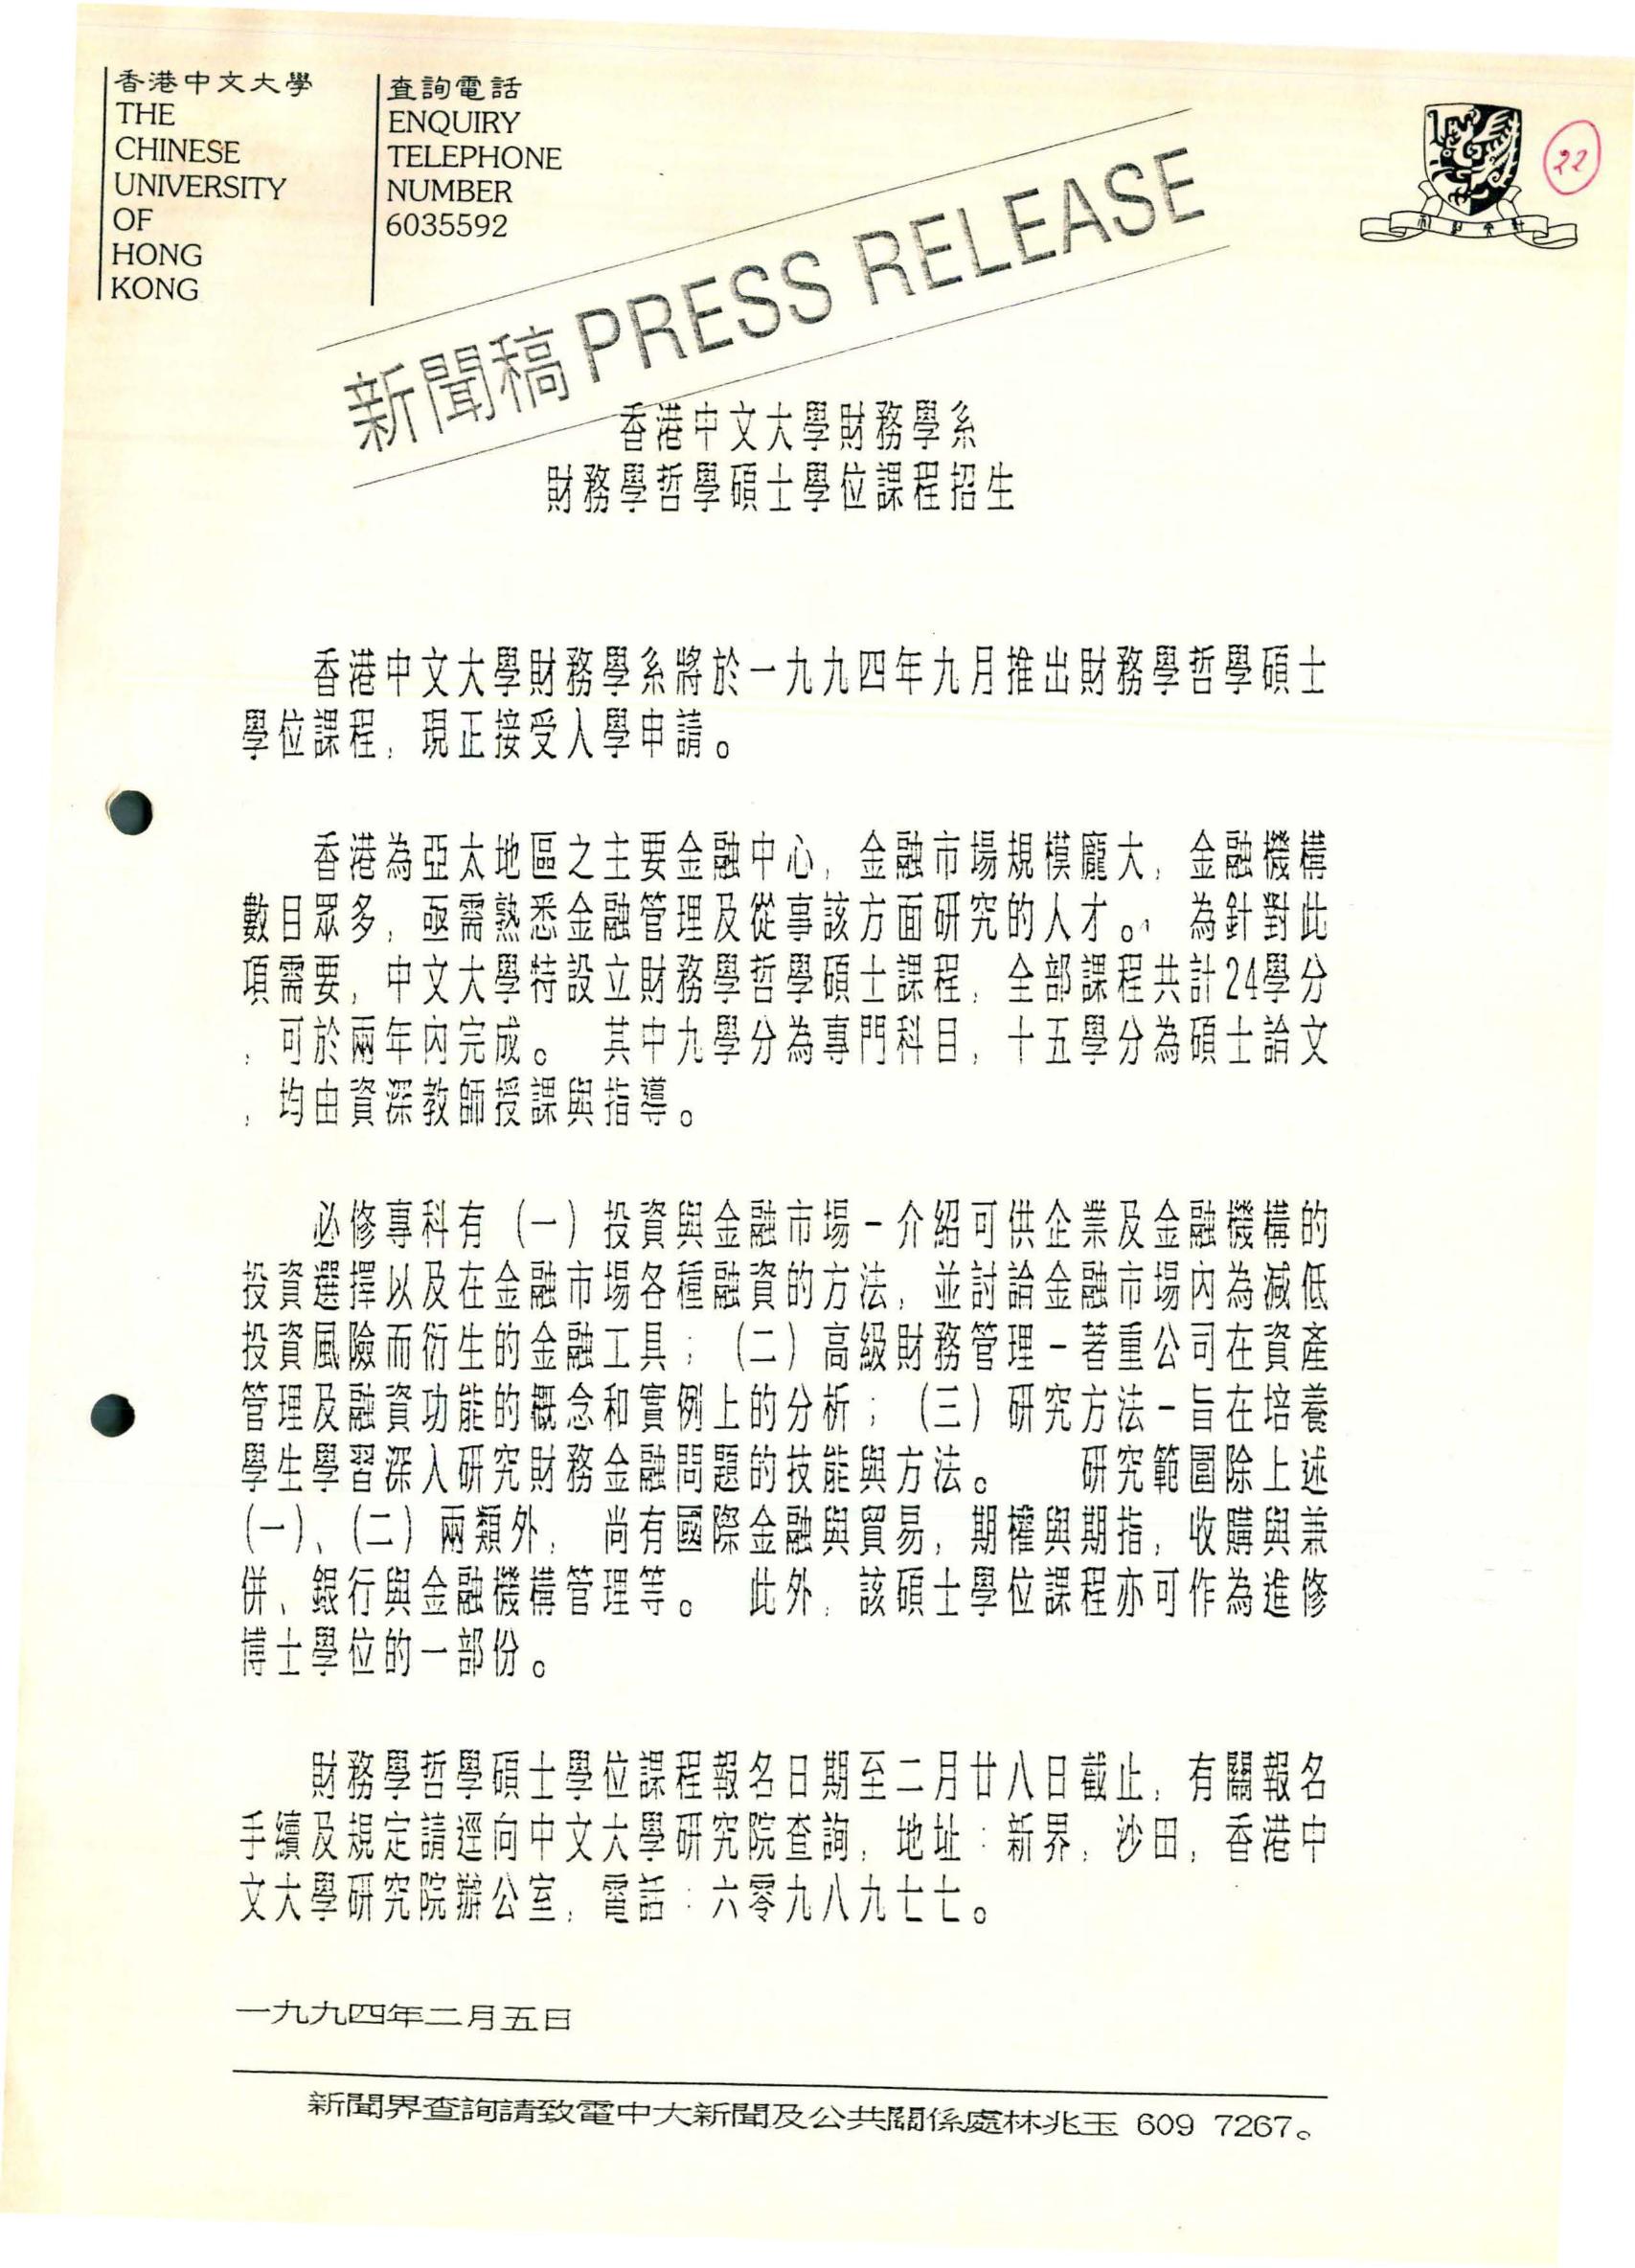 香港中文大學
THE
CHINESE
UNIVERSITY
OF
HONG
KONG
查詢電話
ENQUIRY
TELEPHONE
NUMBER
6035592
22
新聞稿 PRESS RELEASE
香港中文大學財務學系
財務學哲學碩士學位課程招生
香港中文大學財務學系將於一九九四年九月推出財務學哲學碩士
學位課程，現正接受入學申請。
香港為亞太地區之主要金融中心，金融市場規模龐大，金融機構
數目眾多，亟需熟悉金融管理及從事該方面研究的人才。 為針對此
項需要，中文大學特設立財務學哲學碩士課程，全部課程共計24學分
，可於兩年內完成。 其中九學分為專門科目，十五學分為碩士論文
，均由資深教師授課與指導。
必修專科有（一）投資與金融市場－介紹可供企業及金融機構的
投資選擇以及在金融市場各種融資的方法，並討論金融市場內為減低
投資風險而衍生的金融工具；（二）高級財務管理－著重公司在資產
管理及融資功能的概念和實例上的分析；（三）研究方法－旨在培養
學生學習深入研究財務金融問題的技能與方法。 研究範圍除上述
（一）、（二）兩類外， 尚有國際金融與貿易，期權與期指，收購與兼
併、銀行與金融機構管理等。 此外，該碩士學位課程亦可作為進修
博士學位的一部份。
財務學哲學碩士學位課程報名日期至二月廿八日截止，有關報名
手續及規定請逕向中文大學研究院查詢，地址：新界，沙田，香港中
文大學研究院辦公室，電話：六零九八九七七。
一九九四年二月五日
新聞界查詢請致電中大新聞及公共關係處林兆玉 609 7267。